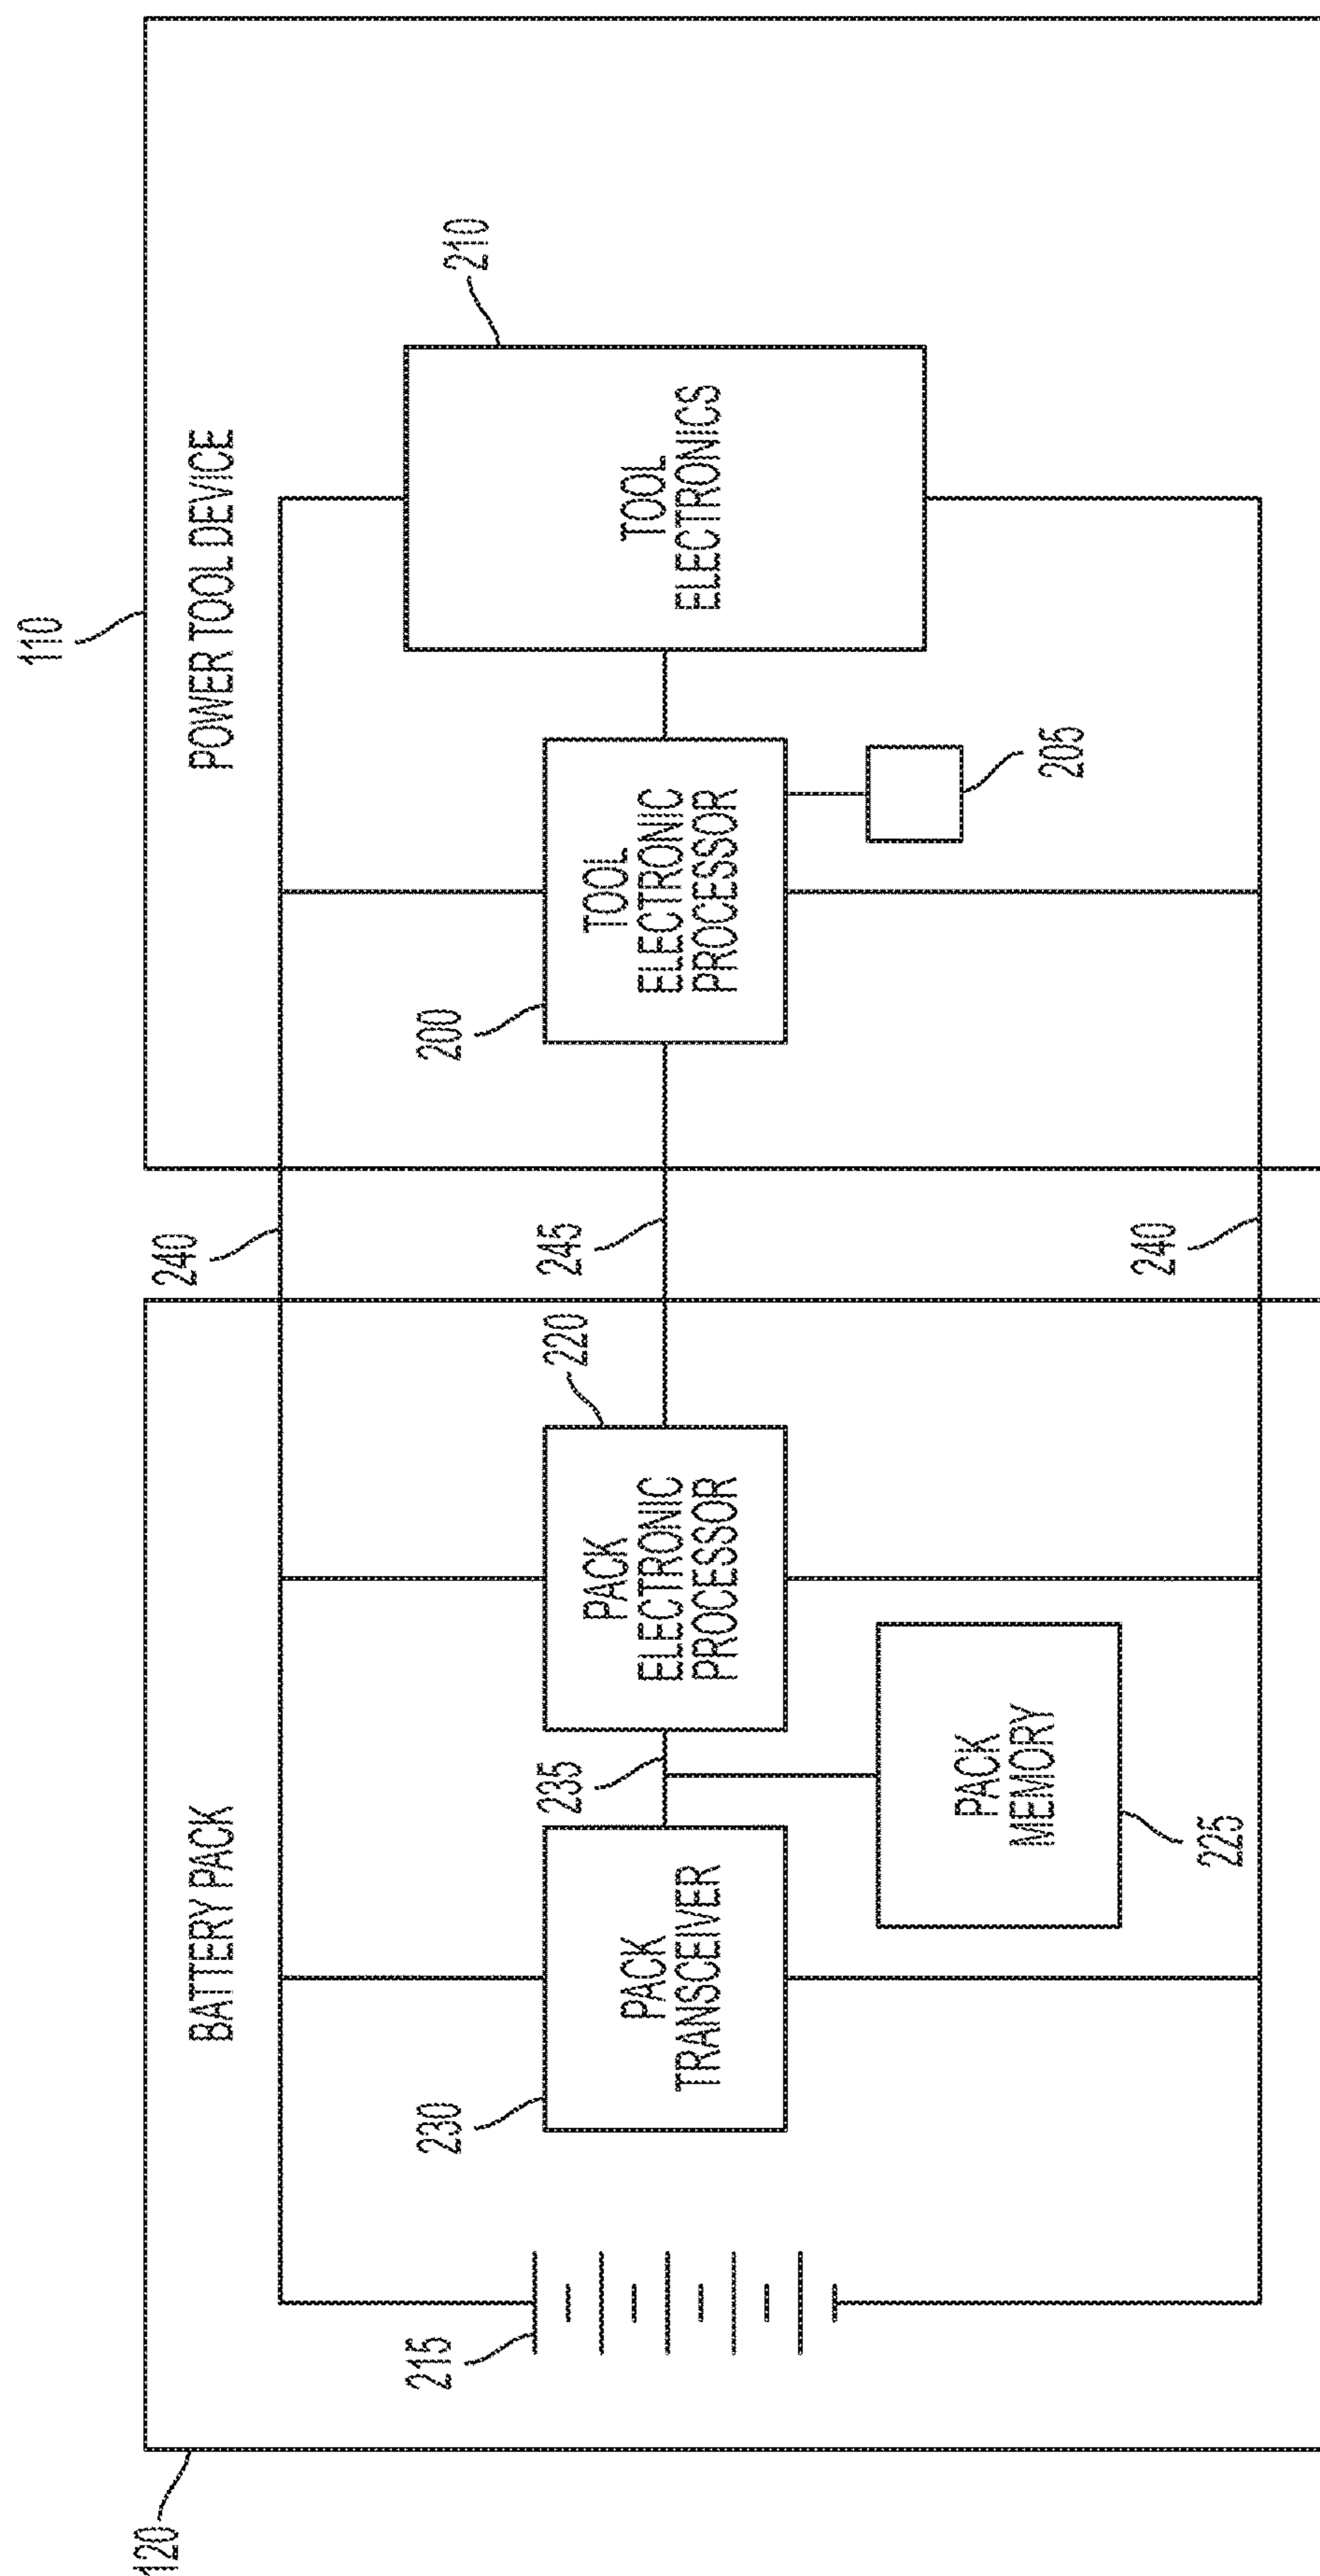 120
BATTERY PACK
110
POWER TOOL DEVICE
215
230
PACK
TRANSCEIVER
235
PACK
ELECTRONIC
PROCESSOR
220
PACK
MEMORY
225
240
245
240
200
TOOL
ELECTRONIC
PROCESSOR
205
TOOL
ELECTRONICS
210